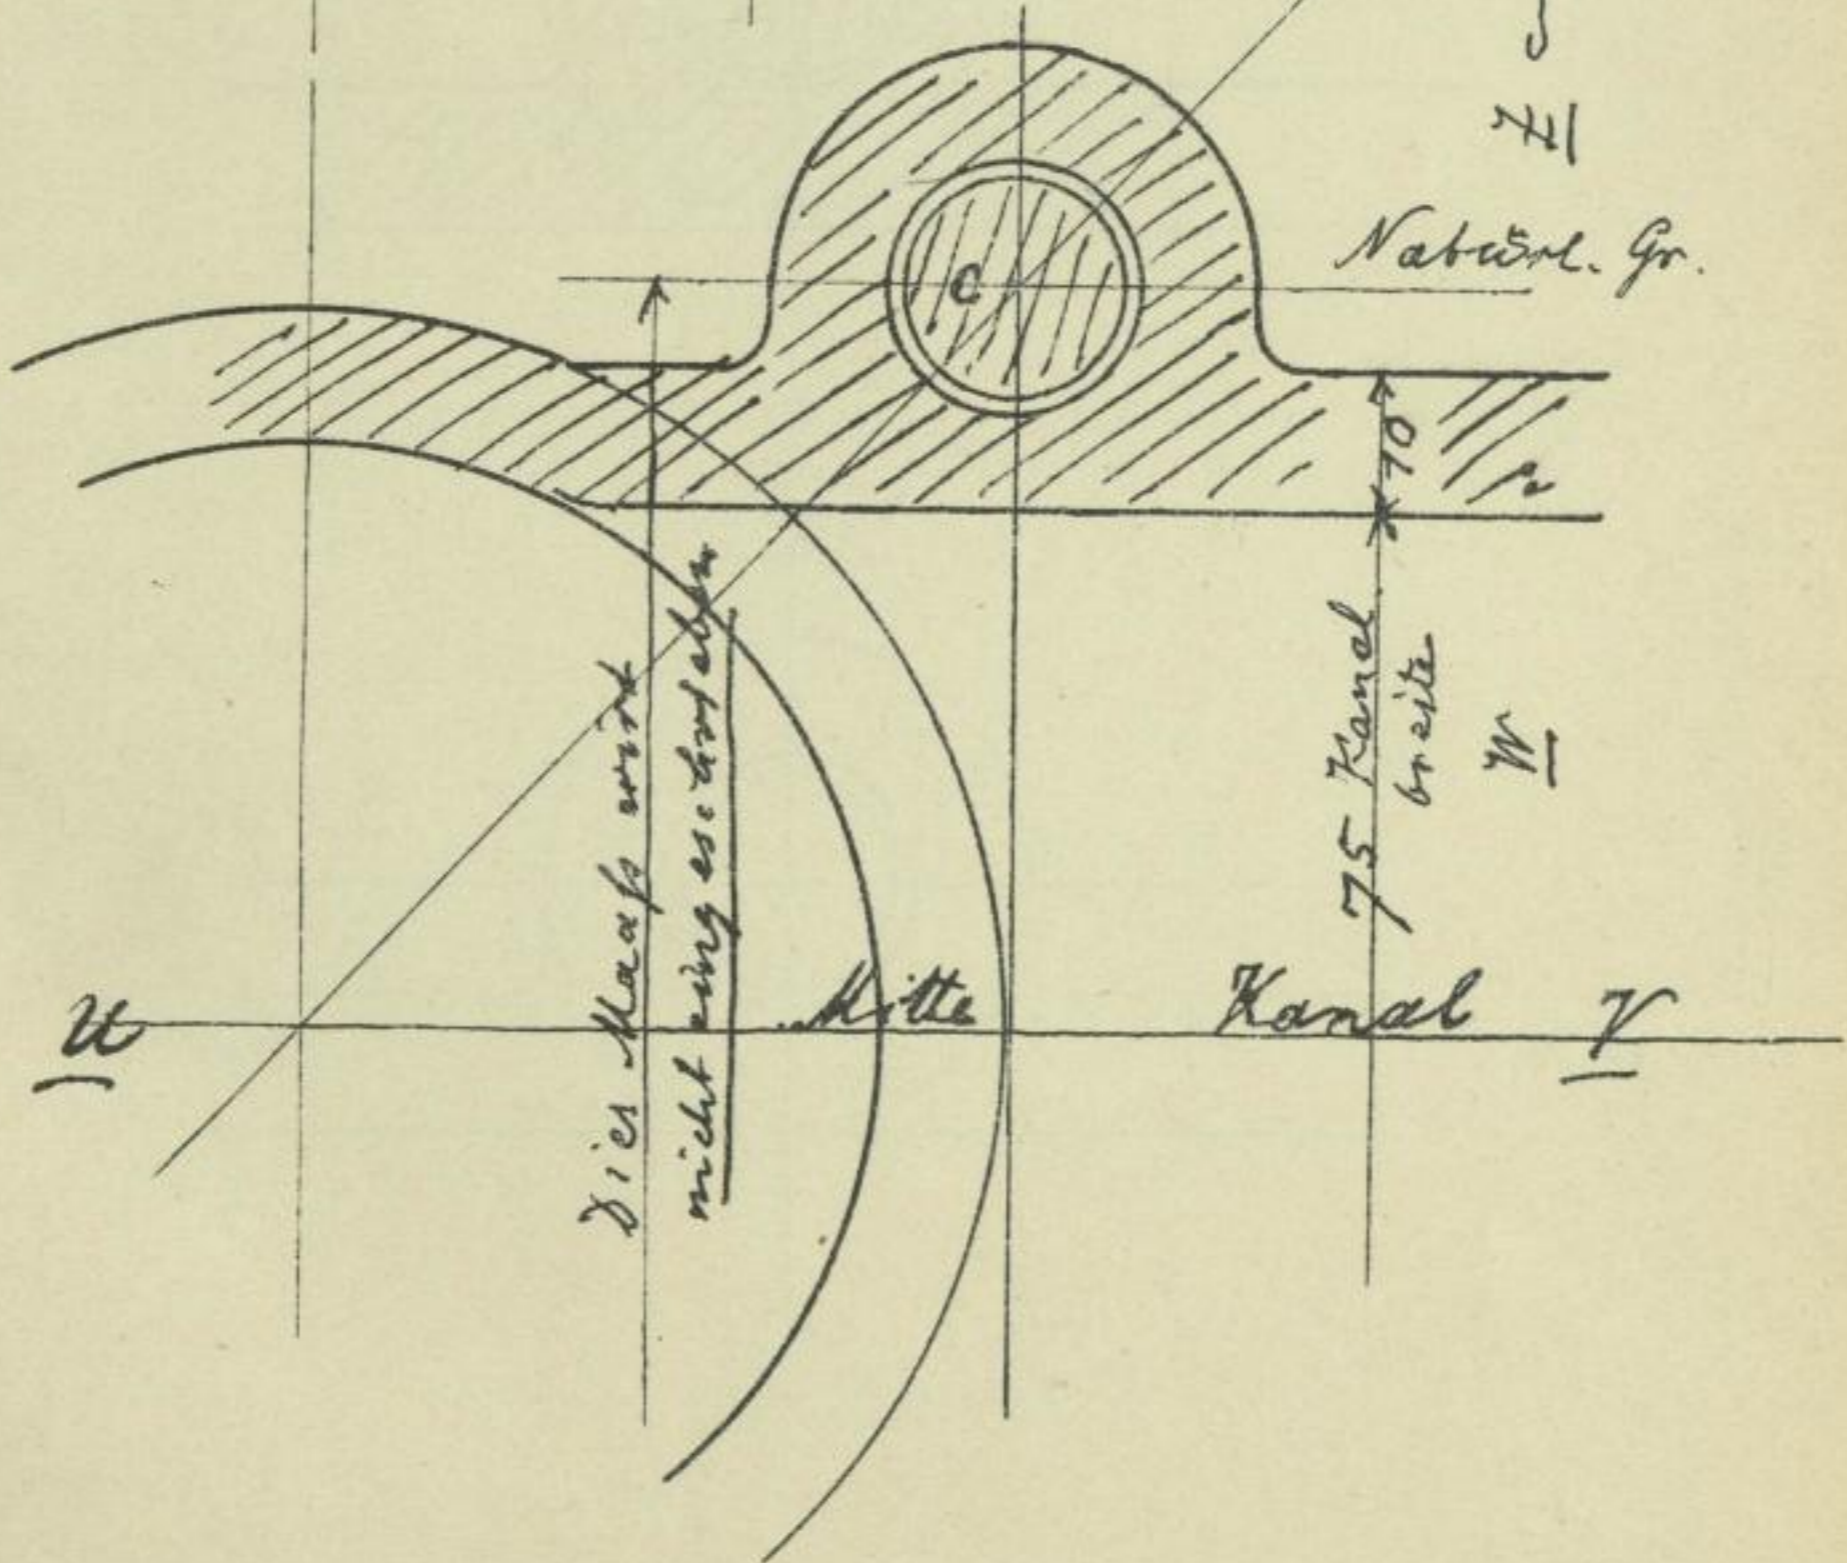 Z
Natürl. Gr.
C
10
75 Kanal
breite
W
Dies Maaß wird
nicht eingeschrieben
U
Mitte Kanal
V